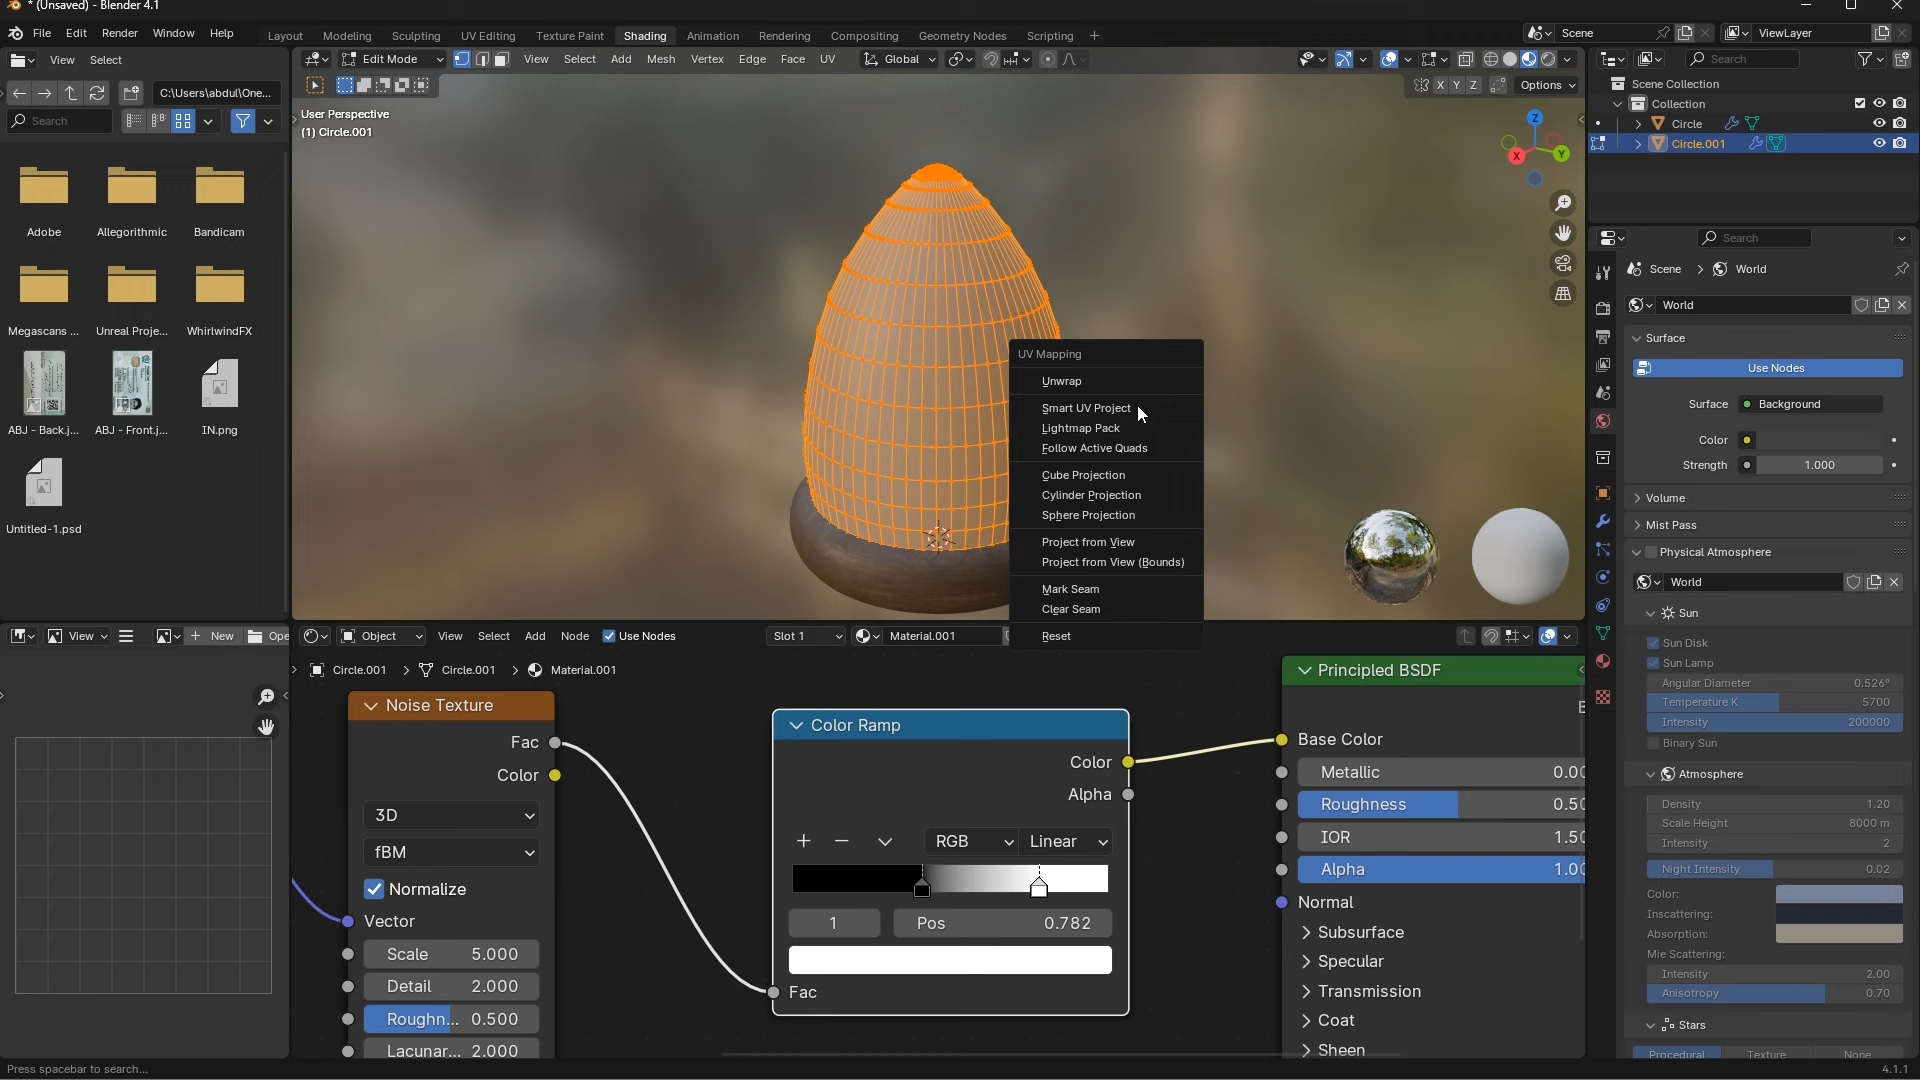 * (Unsaved) - Blender 4.1
File Edit Render Window Help
Layout Modeling Sculpting UV Editing Texture Paint Shading Animation Rendering Compositing Geometry Nodes Scripting +
Scene
ViewLayer
View Select
C:\Users\abdul\One...
Search
Adobe Allegorithmic Bandicam
Megascans ... Unreal Proje... WhirlwindFX
ABJ - Back.j... ABJ - Front.j... IN.png
Untitled-1.psd
Edit Mode View Select Add Mesh Vertex Edge Face UV Global
X Y Z Options
User Perspective
(1) Circle.001
Z
X
Y
UV Mapping
Unwrap
Smart UV Project
Lightmap Pack
Follow Active Quads
Cube Projection
Cylinder Projection
Sphere Projection
Project from View
Project from View (Bounds)
Mark Seam
Clear Seam
Reset
Search
Scene Collection
Collection
Circle
Circle.001
Search
Scene > World
World
Surface
Use Nodes
Surface Background
Color
Strength 1.000
Volume
Mist Pass
Physical Atmosphere
World
Sun
Sun Disk
Sun Lamp
Angular Diameter 0.526°
Temperature K 5700
Intensity 200000
Binary Sun
Atmosphere
Density 1.20
Scale Height 8000 m
Intensity 2
Night Intensity 0.02
Color:
Inscattering:
Absorption:
Mie Scattering:
Intensity 2.00
Anisotropy 0.70
Stars
Procedural Texture None
View + New Ope
Object View Select Add Node Use Nodes Slot 1 Material.001
Circle.001 > Circle.001 > Material.001
Noise Texture
Fac
Color
3D
fBM
Normalize
Vector
Scale 5.000
Detail 2.000
Roughn... 0.500
Lacunar... 2.000
Color Ramp
Color
Alpha
+ − RGB Linear
1 Pos 0.782
Fac
Principled BSDF
Base Color
Metallic 0.00
Roughness 0.50
IOR 1.50
Alpha 1.00
Normal
Subsurface
Specular
Transmission
Coat
Sheen
Press spacebar to search...
4.1.1